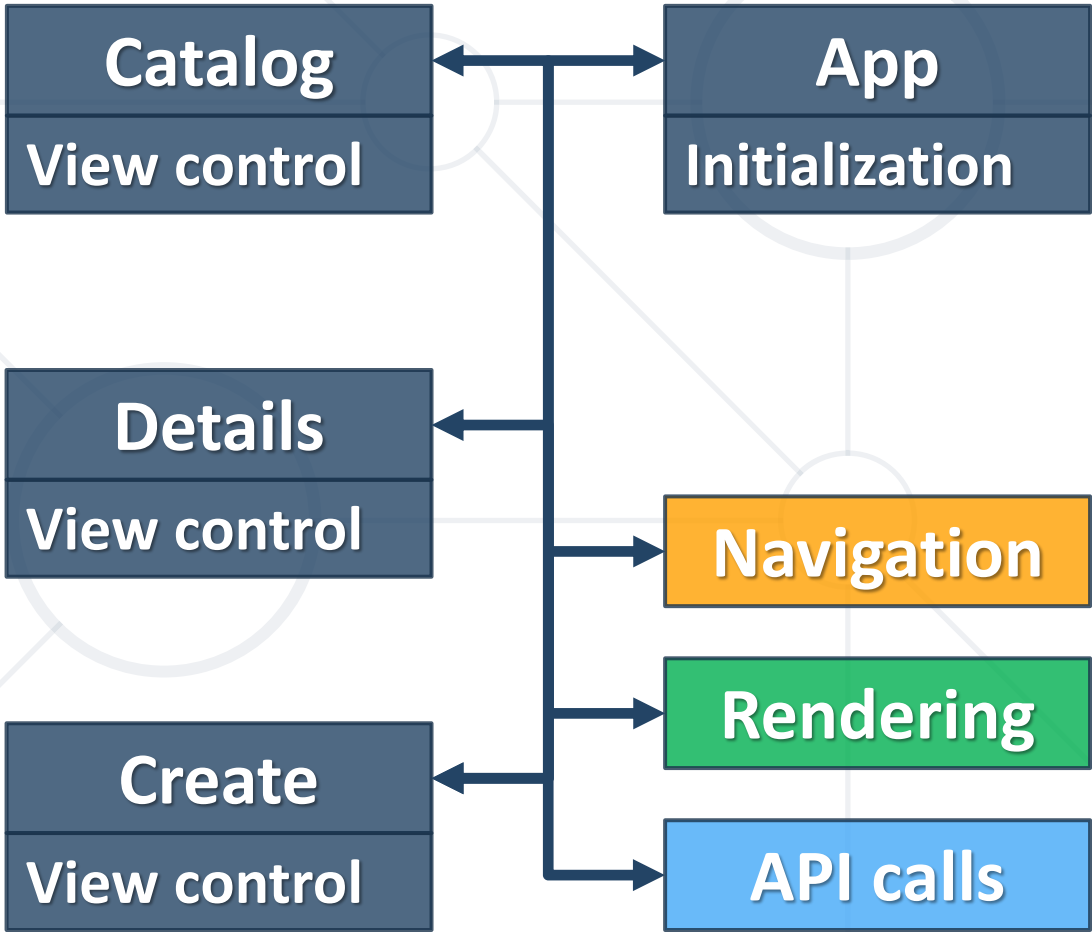 Catalog
View control
App
Initialization
Details
View control
Navigation
Rendering
Create
View control
API calls